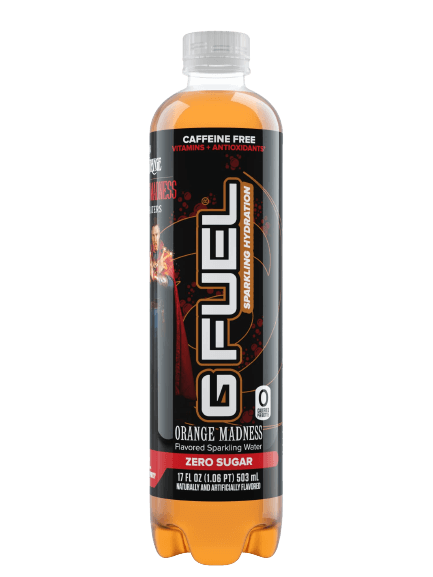 CAFFEINE FREE
VITAMINS + ANTIOXIDANTS
G FUEL®
SPARKLING HYDRATION
ORANGE MADNESS
Flavored Sparkling Water
ZERO SUGAR
17 FL OZ (1.06 PT) 503 mL
NATURALLY AND ARTIFICIALLY FLAVORED
0